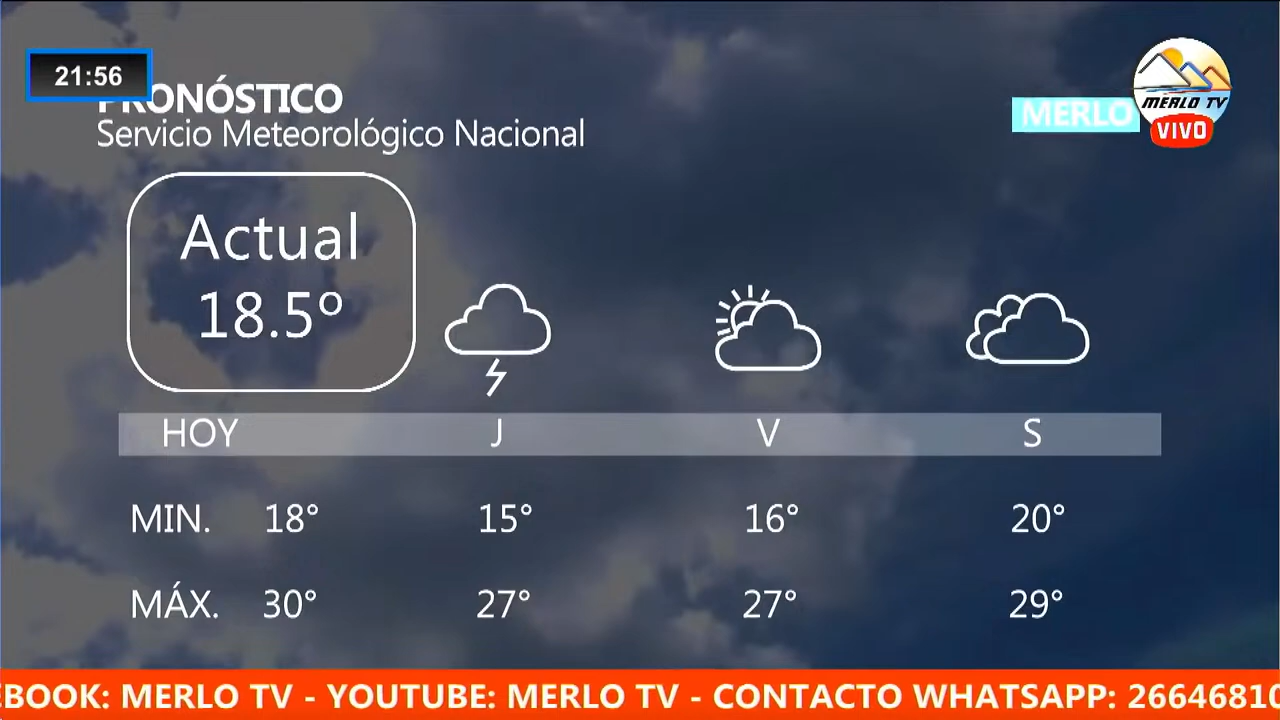 21:56
PRONÓSTICO
Servicio Meteorológico Nacional
MERLO
MERLO TV
VIVO
Actual
18.5º
HOY J V S
MIN. 18° 15° 16° 20°
MÁX. 30° 27° 27° 29°
EBOOK: MERLO TV - YOUTUBE: MERLO TV - CONTACTO WHATSAPP: 26646810